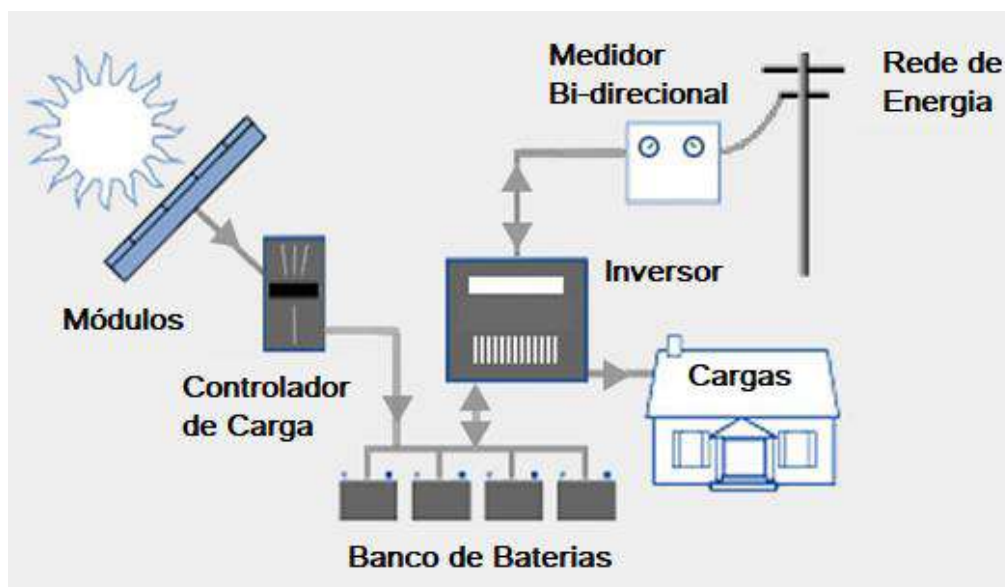 Medidor
Bi-direcional
Rede de
Energia
Inversor
Módulos
Cargas
Controlador
de Carga
Banco de Baterias